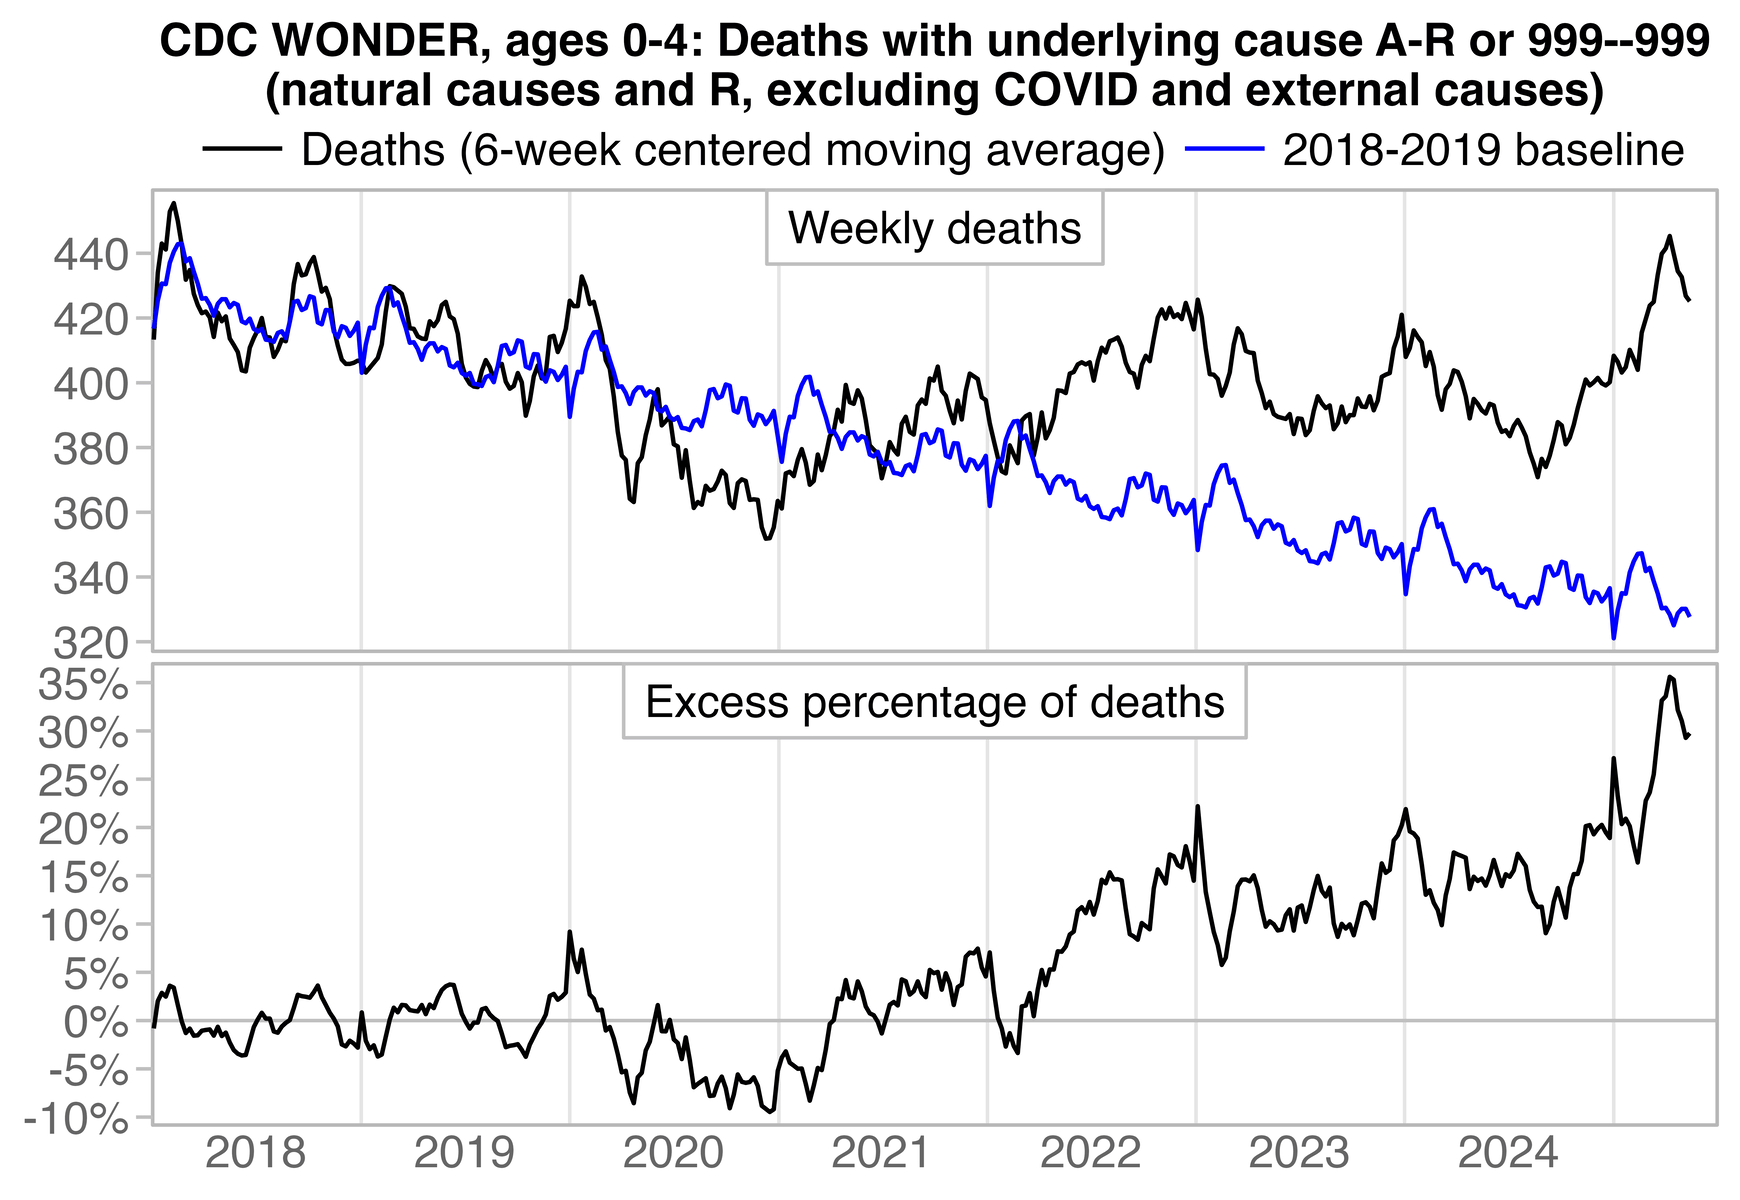 CDC WONDER, ages 0-4: Deaths with underlying cause A-R or 999--999
(natural causes and R, excluding COVID and external causes)
Deaths (6-week centered moving average) 2018-2019 baseline
Weekly deaths
440
420
400
380
360
340
320
Excess percentage of deaths
35%
30%
25%
20%
15%
10%
5%
0%
-5%
-10%
2018 2019 2020 2021 2022 2023 2024